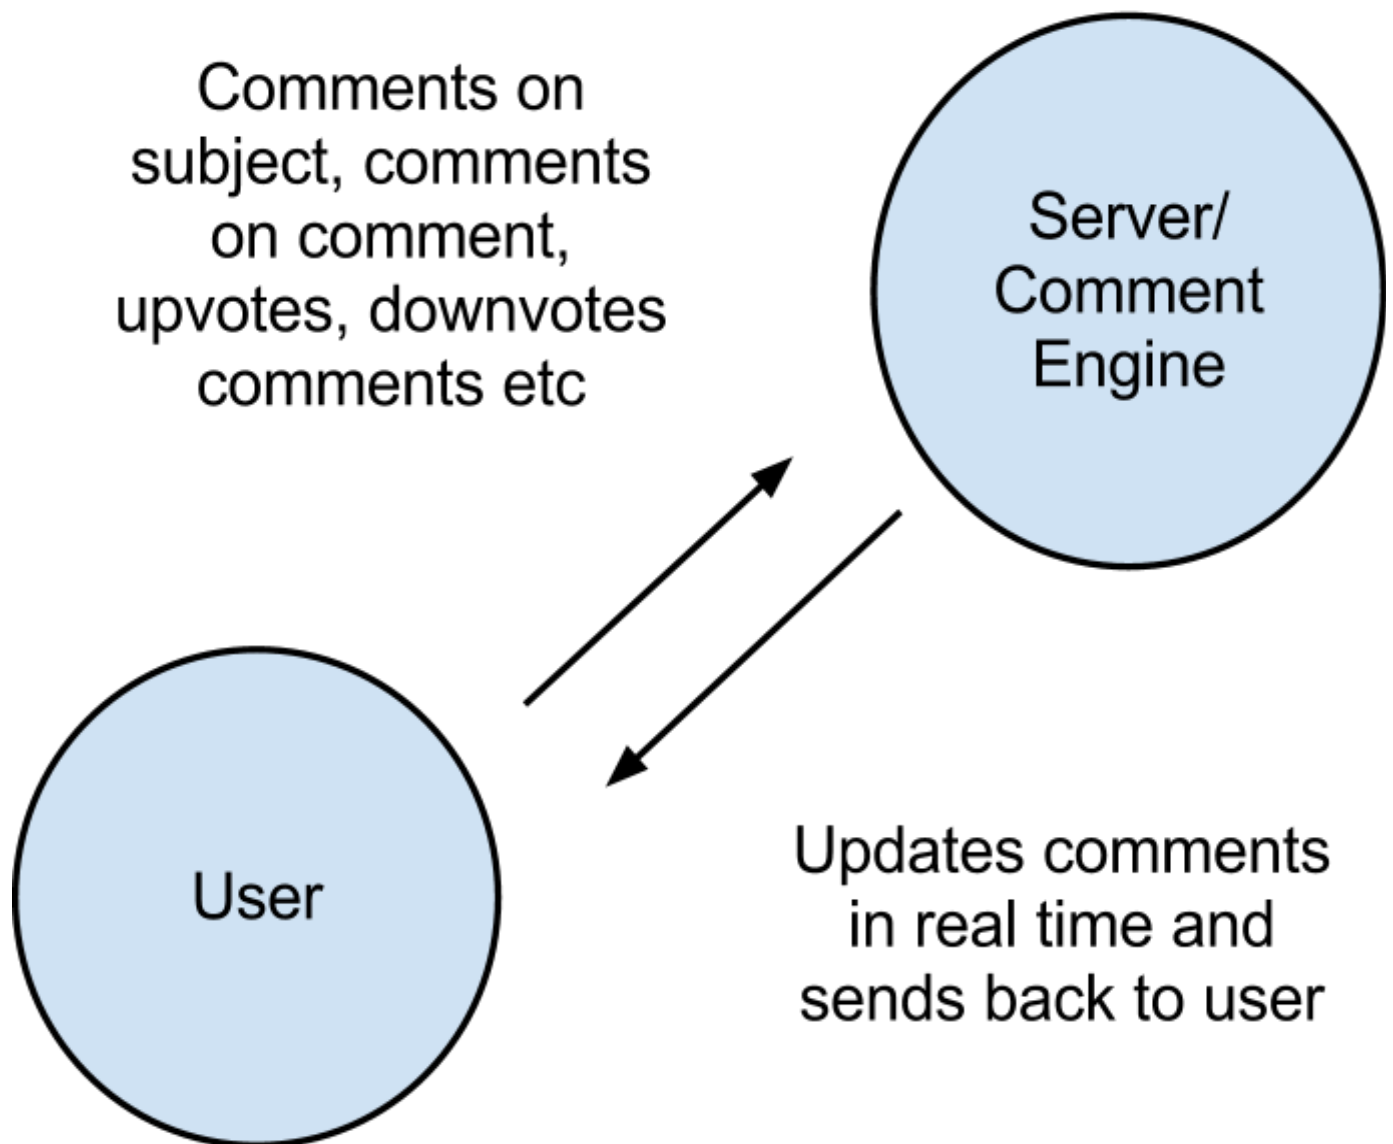 Comments on
subject, comments
on comment,
upvotes, downvotes
comments etc
Server/
Comment
Engine
User
Updates comments
in real time and
sends back to user